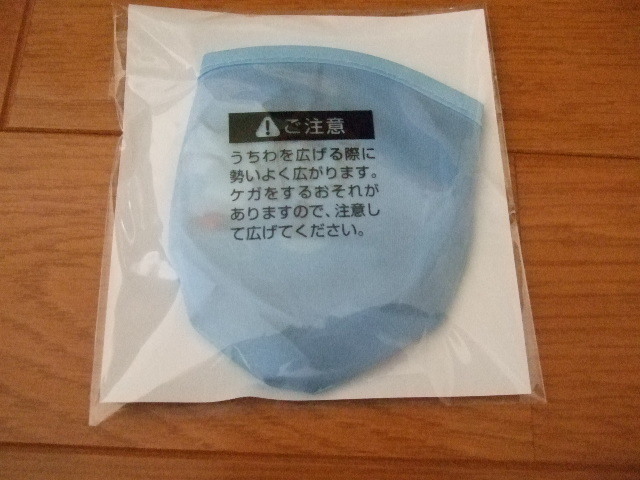 ご注意
うちわを広げる際に
勢いよく広がります。
ケガをするおそれが
ありますので、注意し
て広げてください。